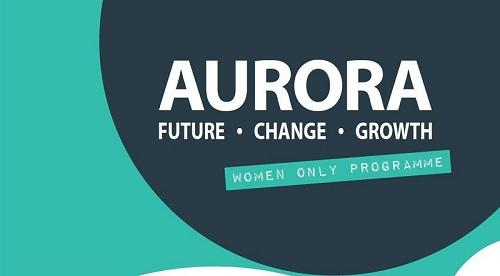 AURORA
FUTURE • CHANGE • GROWTH
WOMEN ONLY PROGRAMME